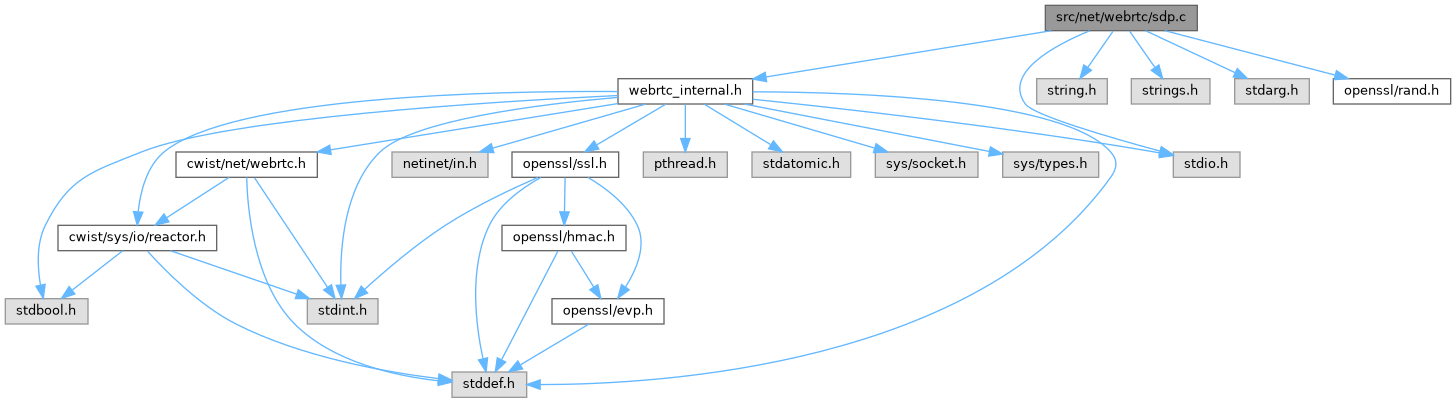 src/net/webrtc/sdp.c
webrtc_internal.h
string.h
strings.h
stdarg.h
openssl/rand.h
cwist/net/webrtc.h
netinet/in.h
openssl/ssl.h
pthread.h
stdatomic.h
sys/socket.h
sys/types.h
stdio.h
cwist/sys/io/reactor.h
openssl/hmac.h
stdbool.h
stdint.h
openssl/evp.h
stddef.h